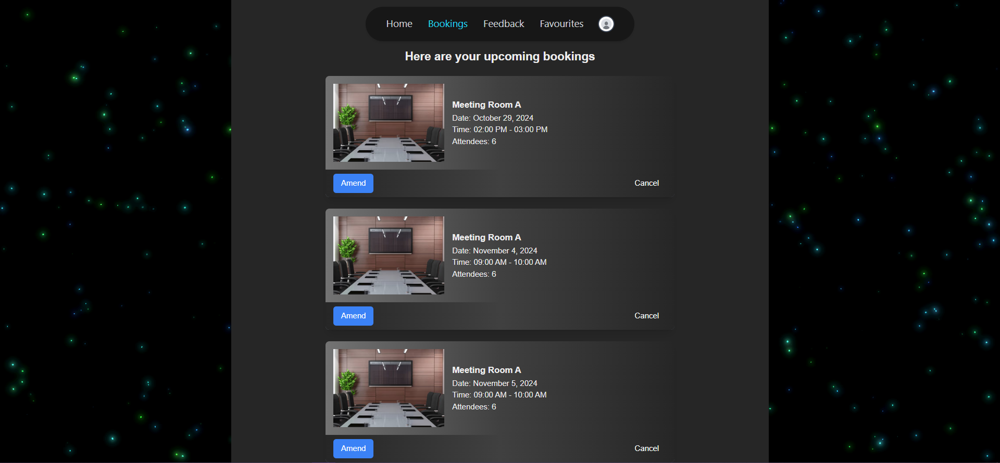 Home Bookings Feedback Favourites
Here are your upcoming bookings
Meeting Room A
Date: October 29, 2024
Time: 02:00 PM - 03:00 PM
Attendees: 6
Amend Cancel
Meeting Room A
Date: November 4, 2024
Time: 09:00 AM - 10:00 AM
Attendees: 6
Amend Cancel
Meeting Room A
Date: November 5, 2024
Time: 09:00 AM - 10:00 AM
Attendees: 6
Amend Cancel